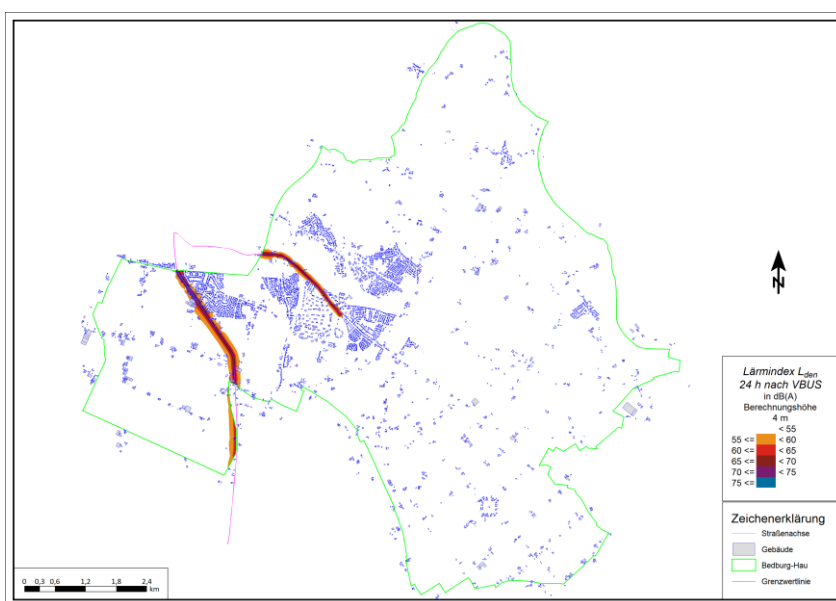 N
Lärmindex Lden
24 h nach VBUS
in dB(A)
Berechnungshöhe
4 m
< 55
55 <= < 60
60 <= < 65
65 <= < 70
70 <= < 75
75 <=
Zeichenerklärung
Straßenachse
Gebäude
Bedburg-Hau
Grenzwertlinie
0 0,3 0,6 1,2 1,8 2,4
km